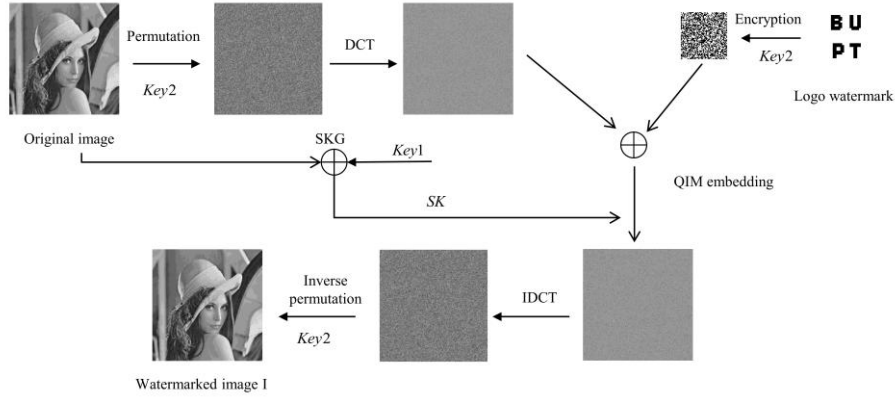 Permutation
Key2
DCT
Encryption
Key2
B U
P T
Logo watermark
Original image
SKG
Key1
QIM embedding
SK
Inverse
permutation
Key2
IDCT
Watermarked image I